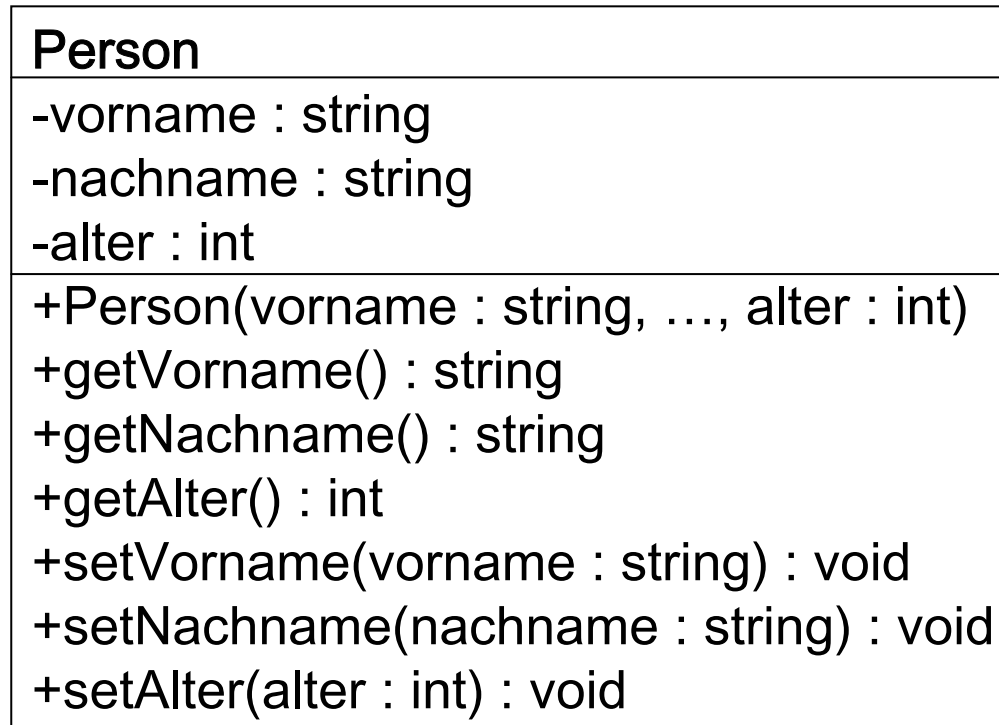 Person
-vorname : string
-nachname : string
-alter : int
+Person(vorname : string, …, alter : int)
+getVorname() : string
+getNachname() : string
+getAlter() : int
+setVorname(vorname : string) : void
+setNachname(nachname : string) : void
+setAlter(alter : int) : void